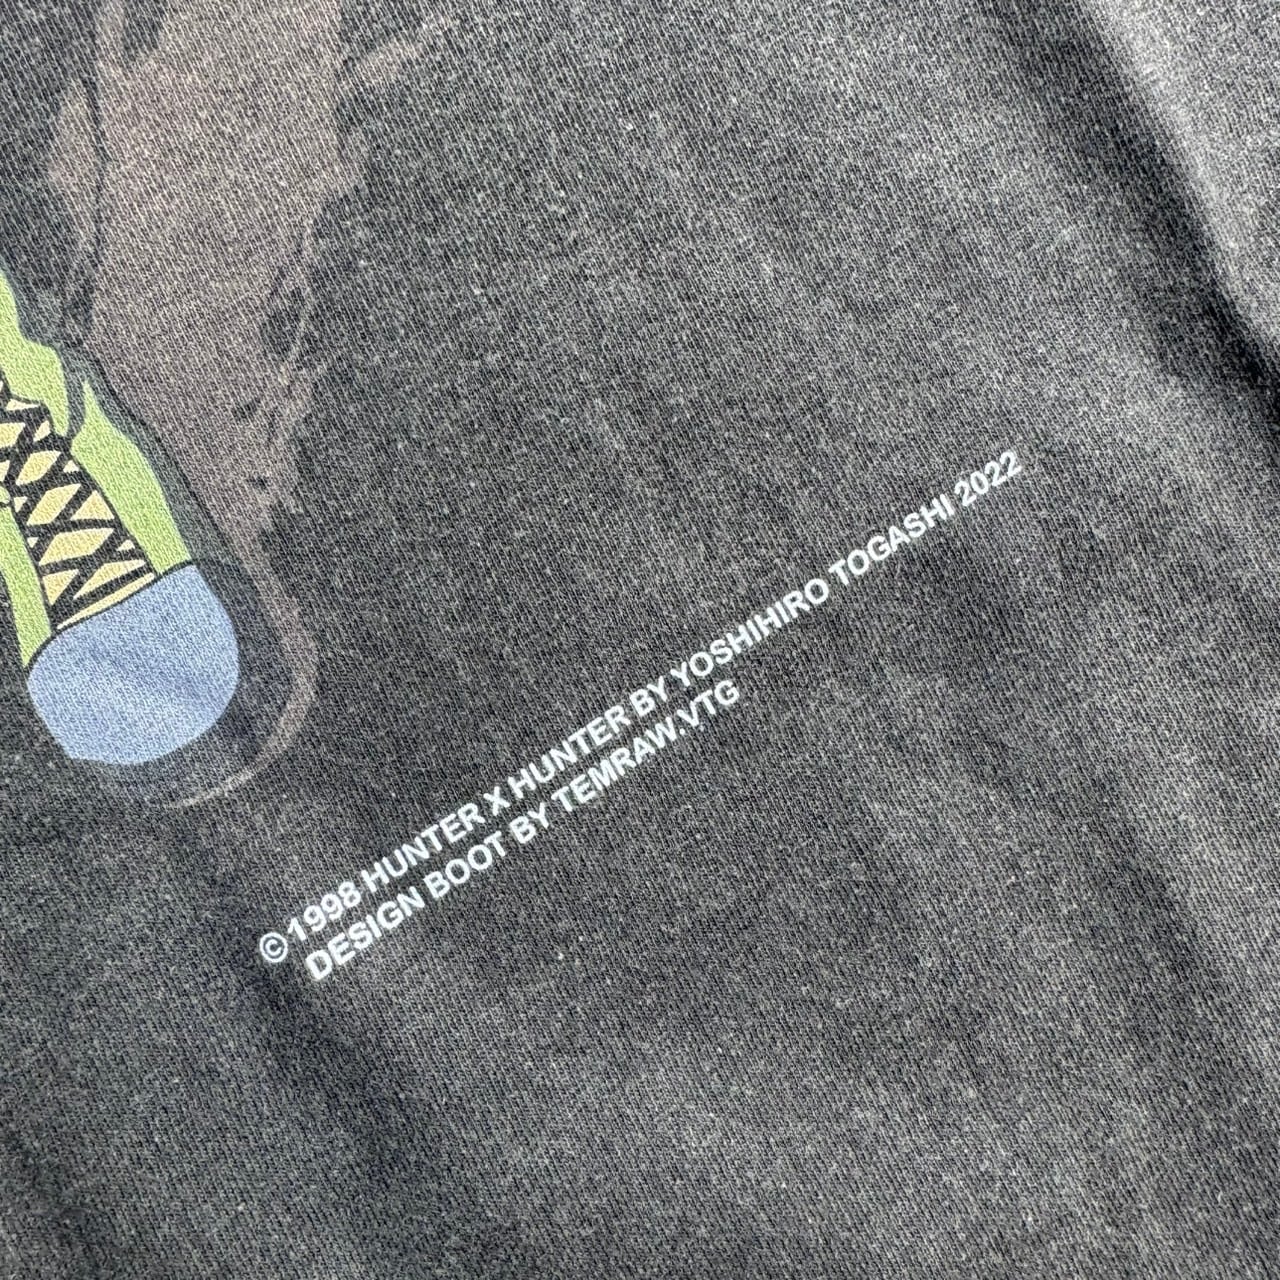 © 1998 HUNTER X HUNTER BY YOSHIHIRO TOGASHI 2022
DESIGN BOOT BY TEMRAW.VTG